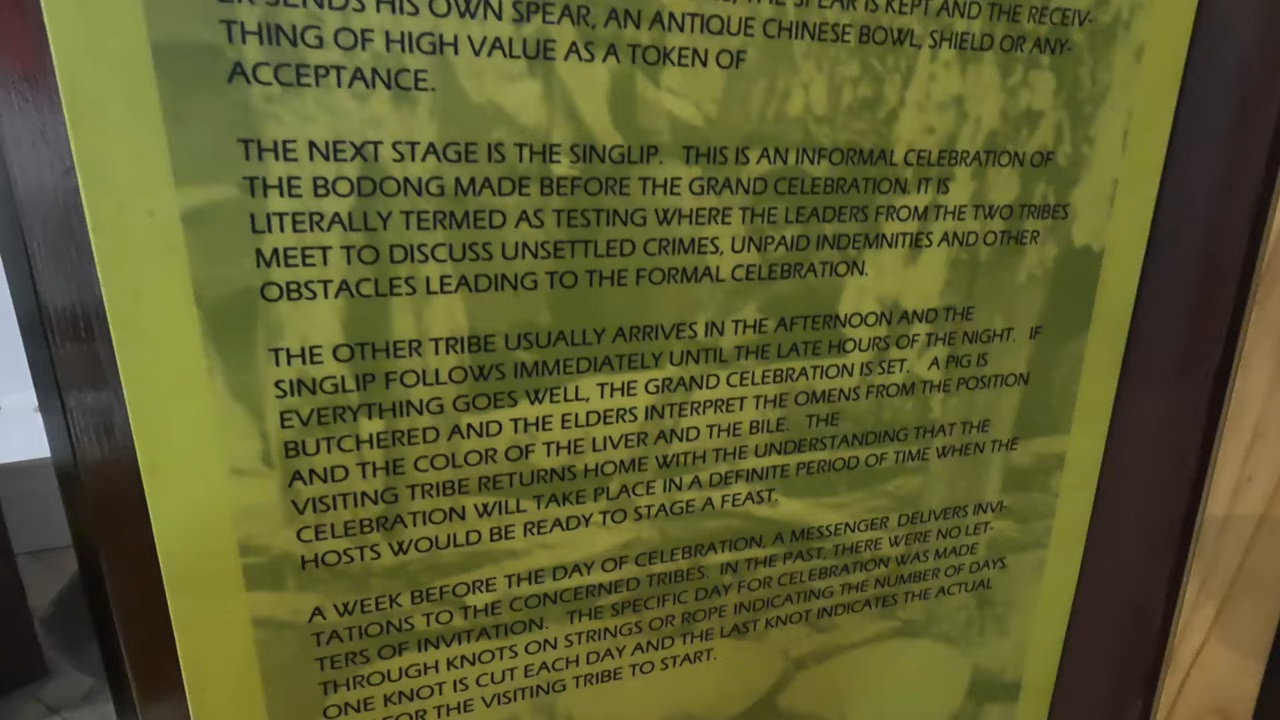 SPEAR IS KEPT AND THE RECEIV-
SENDS HIS OWN SPEAR, AN ANTIQUE CHINESE BOWL, SHIELD OR ANY-
THING OF HIGH VALUE AS A TOKEN OF
ACCEPTANCE.
THE NEXT STAGE IS THE SINGLIP. THIS IS AN INFORMAL CELEBRATION OF
THE BODONG MADE BEFORE THE GRAND CELEBRATION. IT IS
LITERALLY TERMED AS TESTING WHERE THE LEADERS FROM THE TWO TRIBES
MEET TO DISCUSS UNSETTLED CRIMES, UNPAID INDEMNITIES AND OTHER
OBSTACLES LEADING TO THE FORMAL CELEBRATION.
THE OTHER TRIBE USUALLY ARRIVES IN THE AFTERNOON AND THE
SINGLIP FOLLOWS IMMEDIATELY UNTIL THE LATE HOURS OF THE NIGHT. IF
EVERYTHING GOES WELL, THE GRAND CELEBRATION IS SET. A PIG IS
BUTCHERED AND THE ELDERS INTERPRET THE OMENS FROM THE POSITION
AND THE COLOR OF THE LIVER AND THE BILE. THE
VISITING TRIBE RETURNS HOME WITH THE UNDERSTANDING THAT THE
CELEBRATION WILL TAKE PLACE IN A DEFINITE PERIOD OF TIME WHEN THE
HOSTS WOULD BE READY TO STAGE A FEAST.
A WEEK BEFORE THE DAY OF CELEBRATION, A MESSENGER DELIVERS INVI-
TATIONS TO THE CONCERNED TRIBES. IN THE PAST, THERE WERE NO LET-
TERS OF INVITATION. THE SPECIFIC DAY FOR CELEBRATION WAS MADE
THROUGH KNOTS ON STRINGS OR ROPE INDICATING THE NUMBER OF DAYS.
ONE KNOT IS CUT EACH DAY AND THE LAST KNOT INDICATES THE ACTUAL
FOR THE VISITING TRIBE TO START.